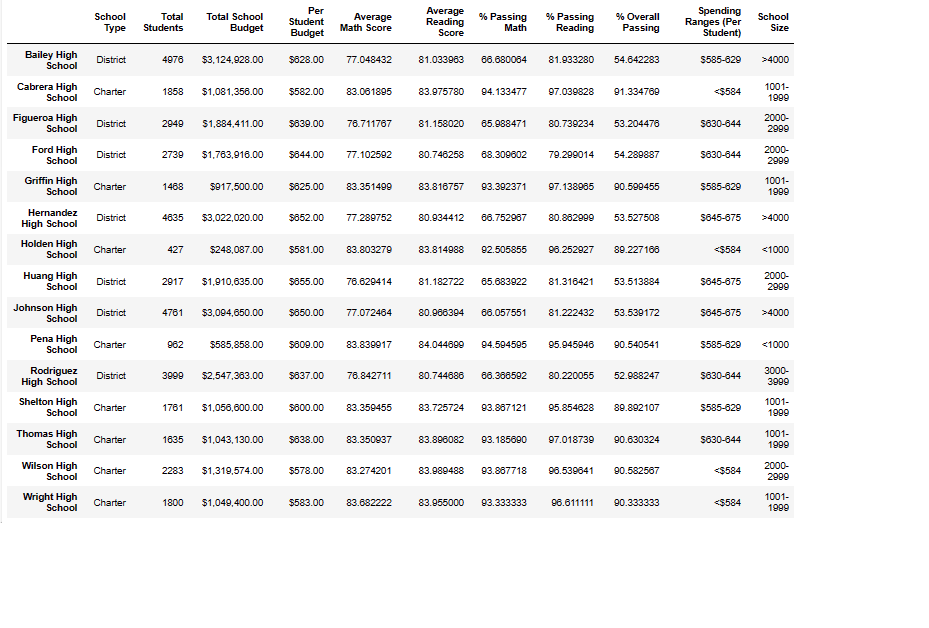 School Type Total Students Total School Budget Per Student Budget Average Math Score Average Reading Score % Passing Math % Passing Reading % Overall Passing Spending Ranges (Per Student) School Size
Bailey High School District 4976 $3,124,928.00 $628.00 77.048432 81.033963 66.680064 81.933280 54.642283 $585-629 >4000
Cabrera High School Charter 1858 $1,081,356.00 $582.00 83.061895 83.975780 94.133477 97.039828 91.334769 <$584 1001-1999
Figueroa High School District 2949 $1,884,411.00 $639.00 76.711767 81.158020 65.988471 80.739234 53.204476 $630-644 2000-2999
Ford High School District 2739 $1,763,916.00 $644.00 77.102592 80.746258 68.309602 79.299014 54.289887 $630-644 2000-2999
Griffin High School Charter 1468 $917,500.00 $625.00 83.351499 83.816757 93.392371 97.138965 90.599455 $585-629 1001-1999
Hernandez High School District 4635 $3,022,020.00 $652.00 77.289752 80.934412 66.752967 80.862999 53.527508 $645-675 >4000
Holden High School Charter 427 $248,087.00 $581.00 83.803279 83.814988 92.505855 96.252927 89.227166 <$584 <1000
Huang High School District 2917 $1,910,635.00 $655.00 76.629414 81.182722 65.683922 81.316421 53.513884 $645-675 2000-2999
Johnson High School District 4761 $3,094,650.00 $650.00 77.072464 80.966394 66.057551 81.222432 53.539172 $645-675 >4000
Pena High School Charter 962 $585,858.00 $609.00 83.839917 84.044699 94.594595 95.945946 90.540541 $585-629 <1000
Rodriguez High School District 3999 $2,547,363.00 $637.00 76.842711 80.744686 66.366592 80.220055 52.988247 $630-644 3000-3999
Shelton High School Charter 1761 $1,056,600.00 $600.00 83.359455 83.725724 93.867121 95.854628 89.892107 $585-629 1001-1999
Thomas High School Charter 1635 $1,043,130.00 $638.00 83.350937 83.896082 93.185690 97.018739 90.630324 $630-644 1001-1999
Wilson High School Charter 2283 $1,319,574.00 $578.00 83.274201 83.989488 93.867718 96.539641 90.582567 <$584 2000-2999
Wright High School Charter 1800 $1,049,400.00 $583.00 83.682222 83.955000 93.333333 96.611111 90.333333 <$584 1001-1999